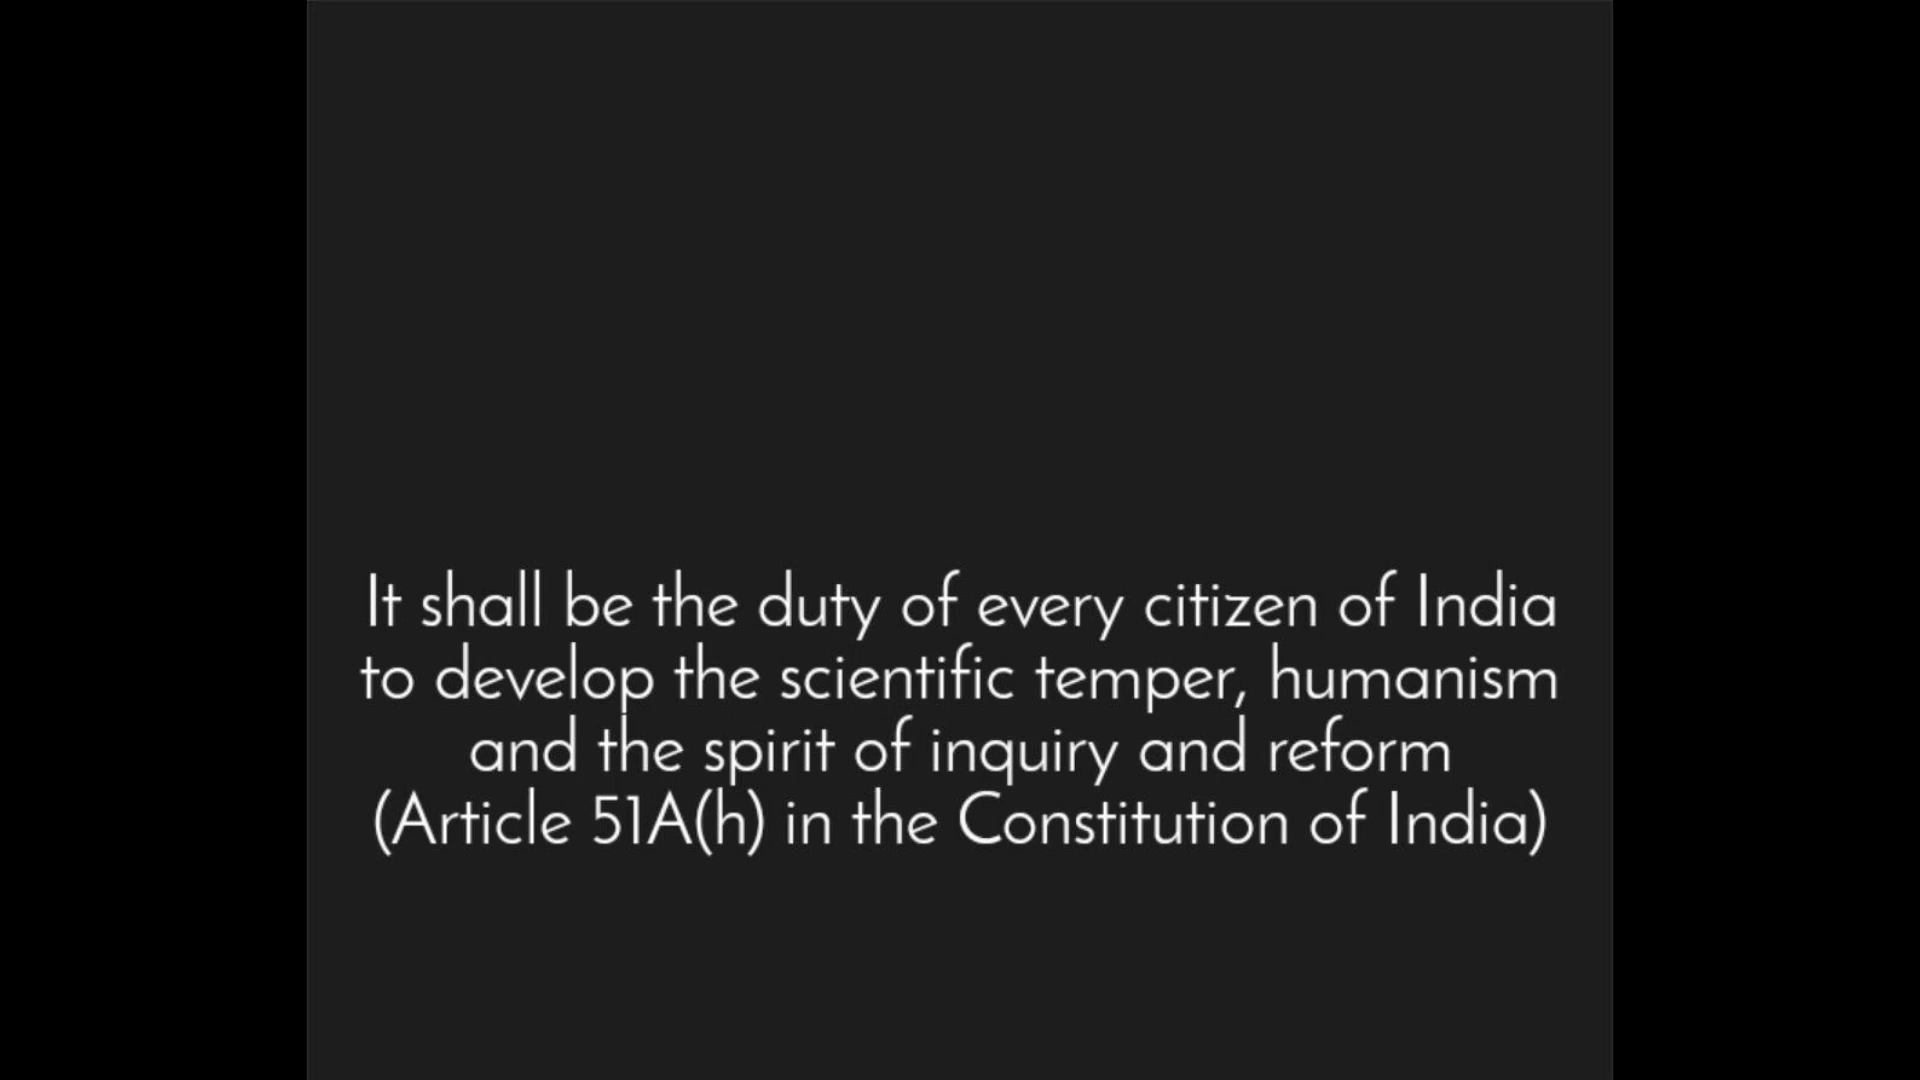 It shall be the duty of every citizen of India
to develop the scientific temper, humanism
and the spirit of inquiry and reform
(Article 51A(h) in the Constitution of India)